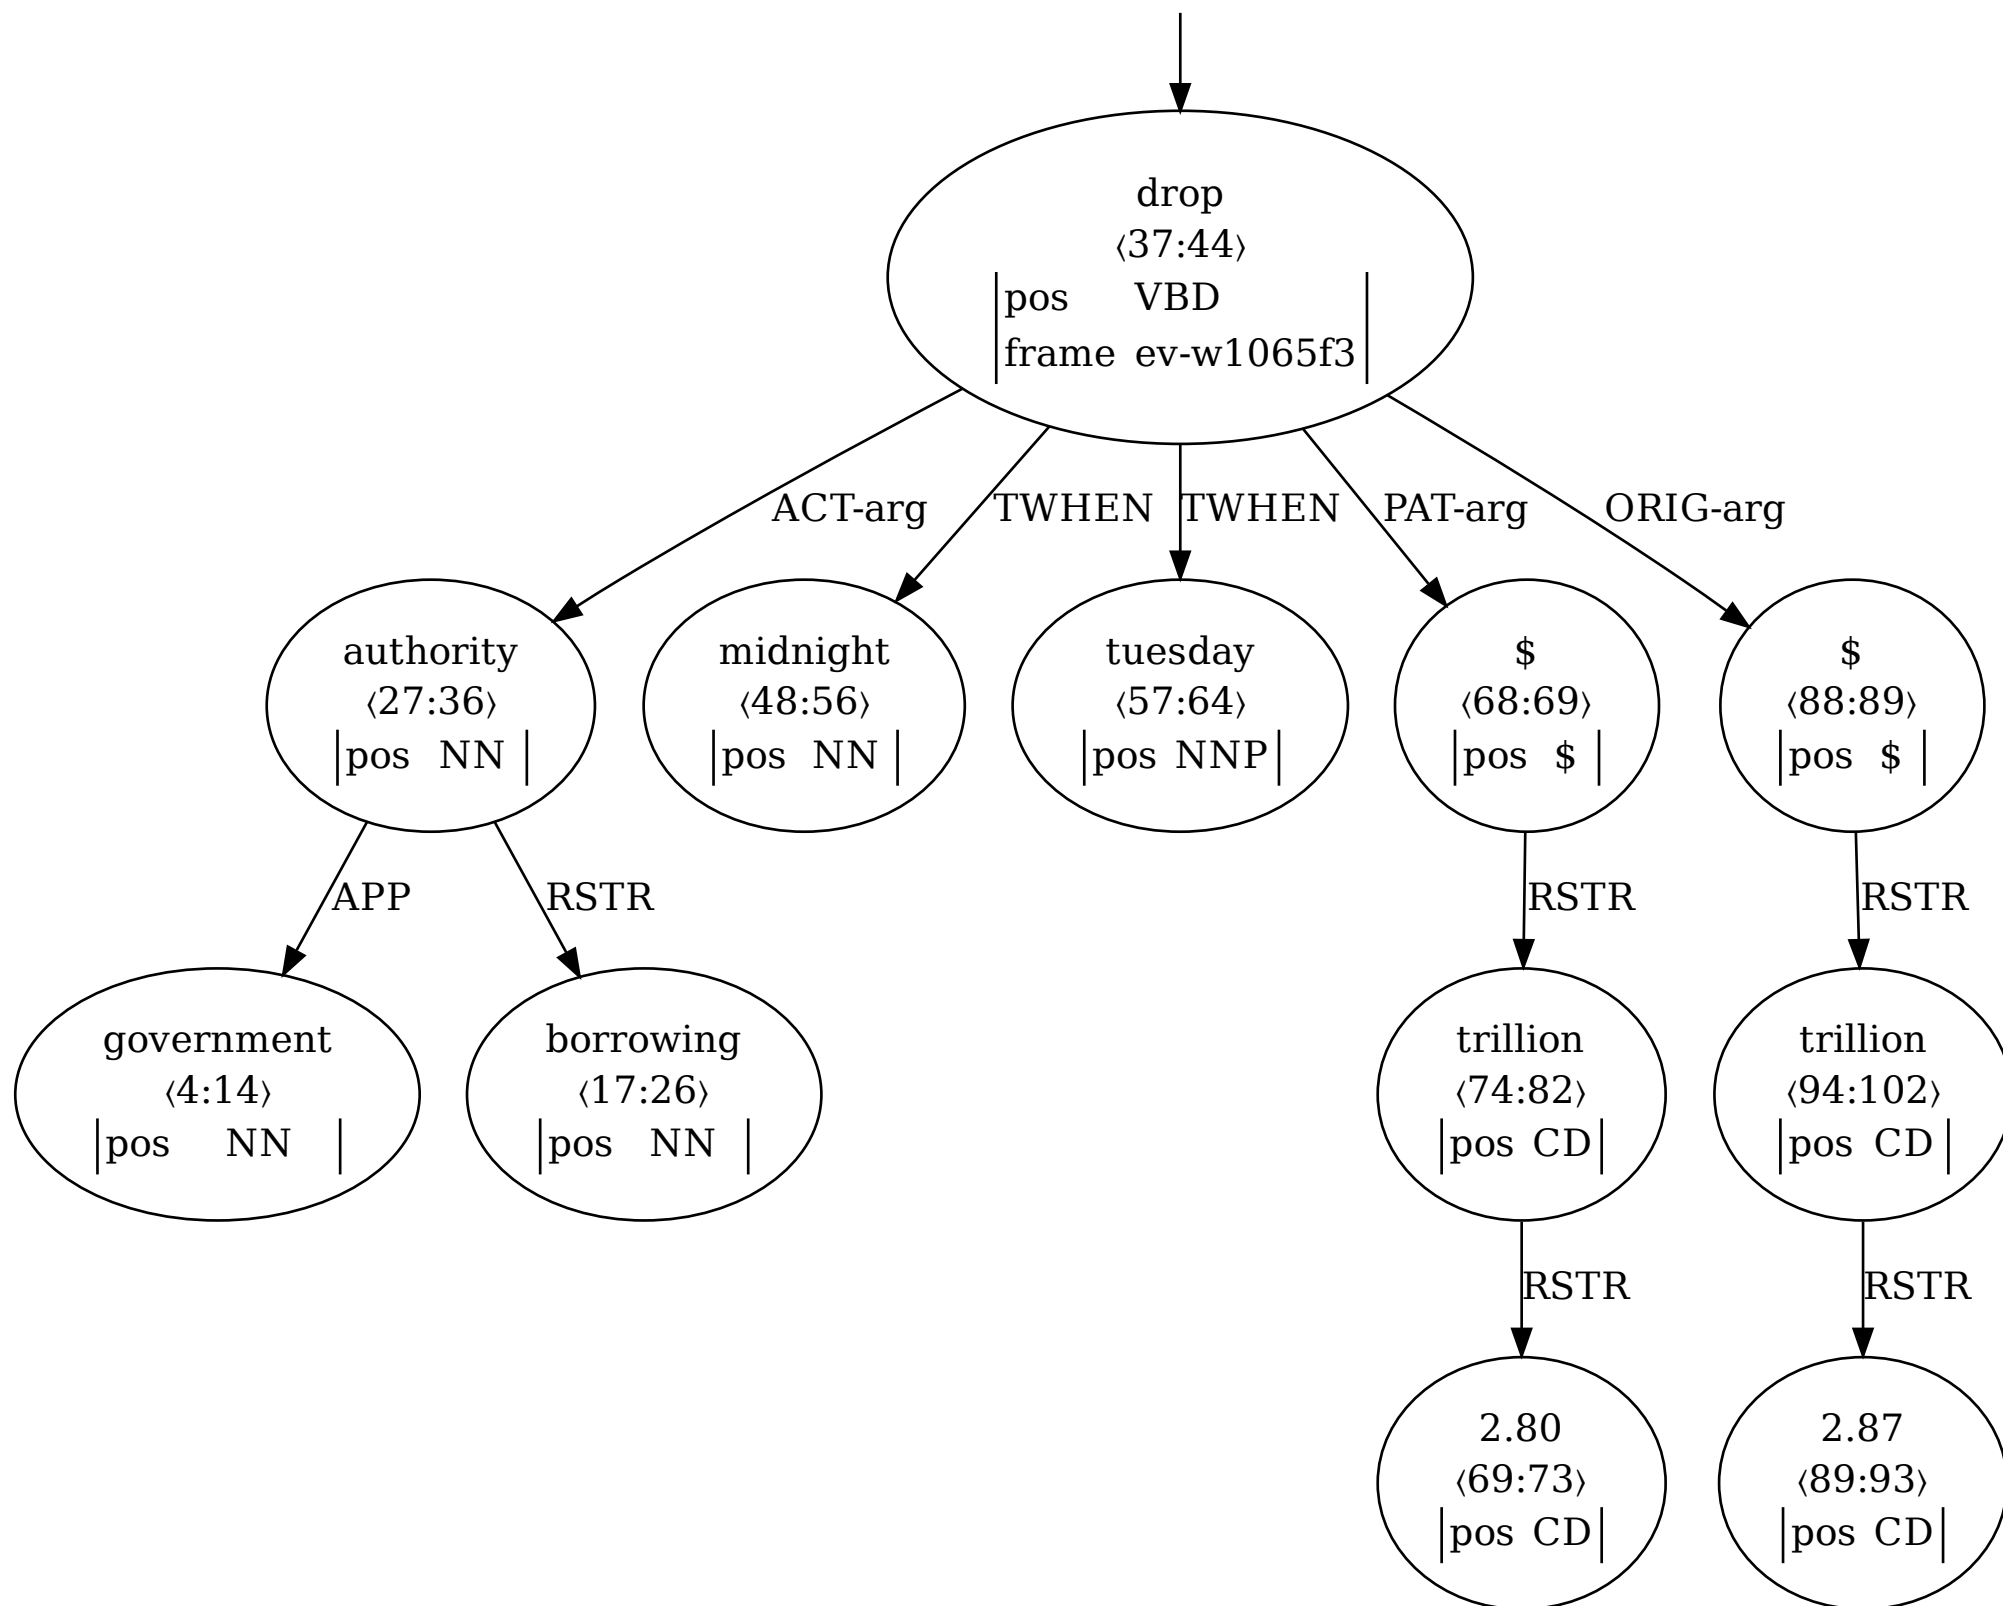 drop
⟨37:44⟩
pos VBD
frame ev-w1065f3
ACT-arg
TWHEN
TWHEN
PAT-arg
ORIG-arg
authority
⟨27:36⟩
pos NN
midnight
⟨48:56⟩
pos NN
tuesday
⟨57:64⟩
pos NNP
$
⟨68:69⟩
pos $
$
⟨88:89⟩
pos $
APP
RSTR
RSTR
RSTR
government
⟨4:14⟩
pos NN
borrowing
⟨17:26⟩
pos NN
trillion
⟨74:82⟩
pos CD
trillion
⟨94:102⟩
pos CD
RSTR
RSTR
2.80
⟨69:73⟩
pos CD
2.87
⟨89:93⟩
pos CD